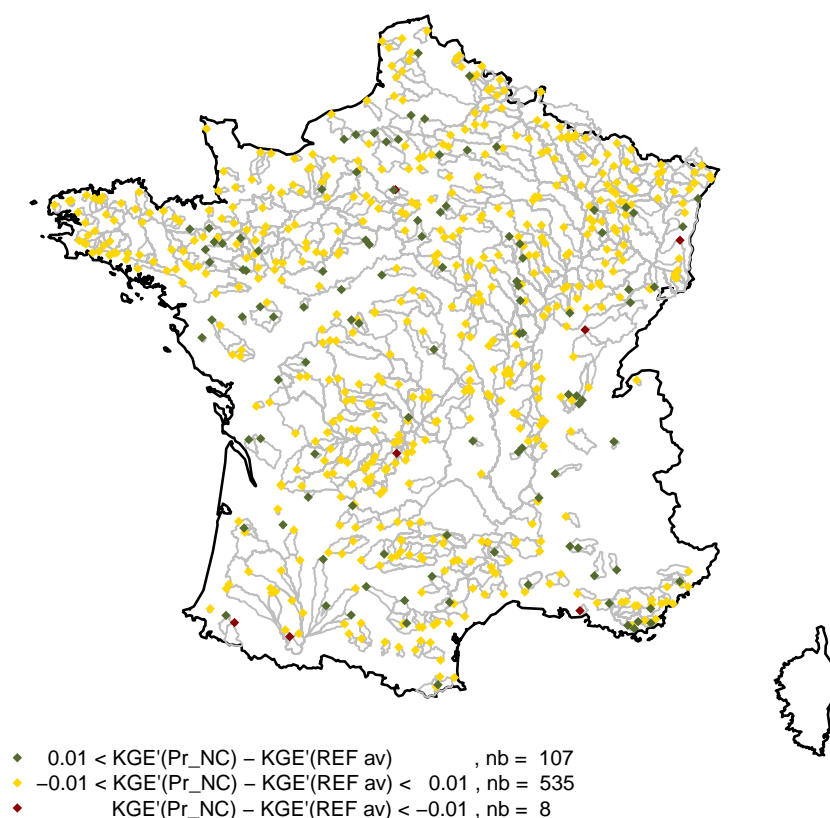 0.01 < KGE'(Pr_NC) − KGE'(REF av) , nb = 107
−0.01 < KGE'(Pr_NC) − KGE'(REF av) < 0.01 , nb = 535
KGE'(Pr_NC) − KGE'(REF av) < −0.01 , nb = 8